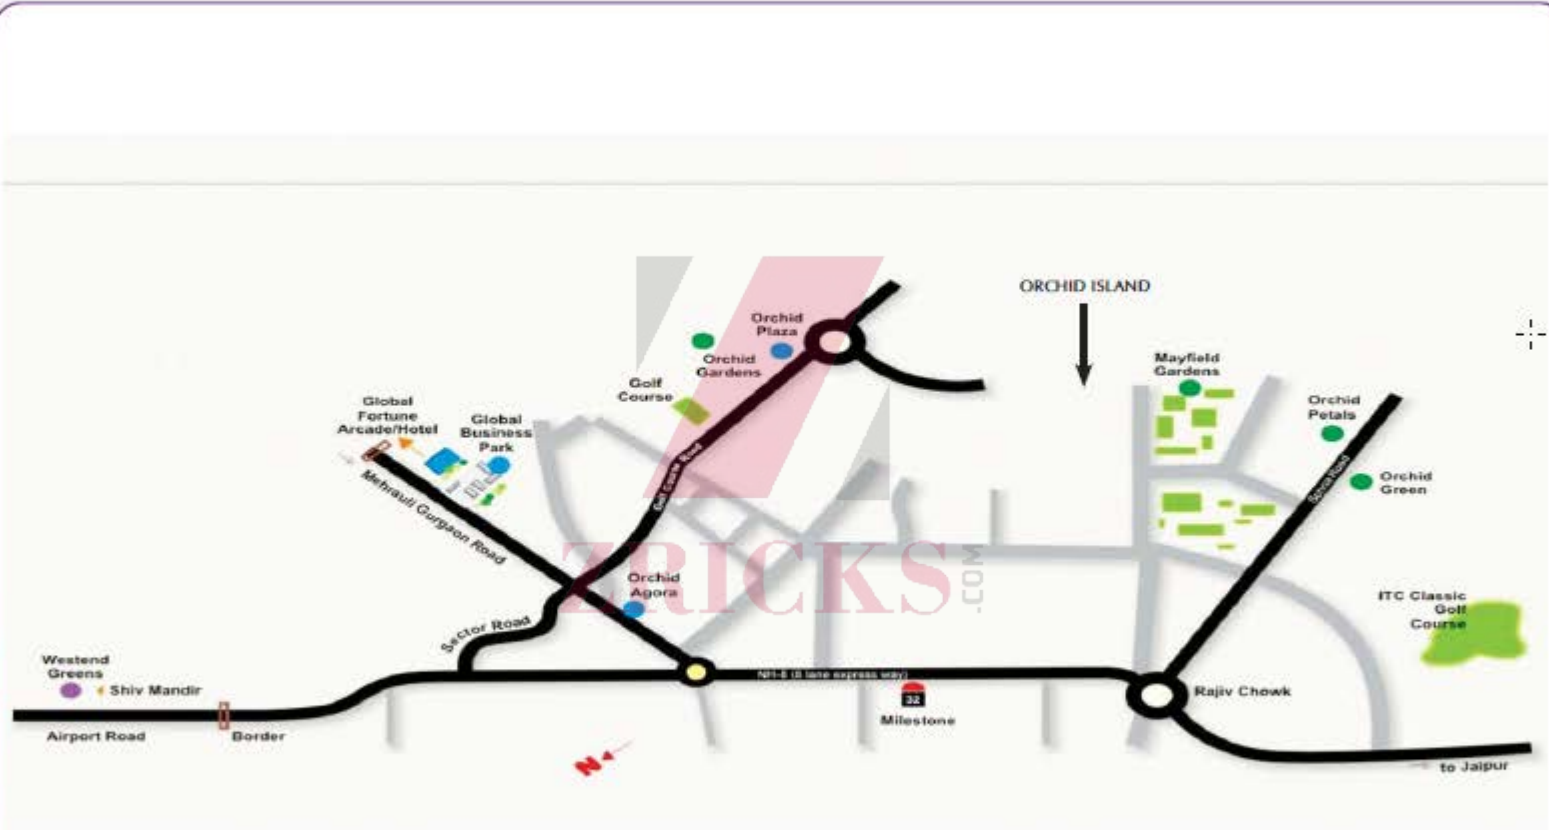 ORCHID ISLAND
Orchid
Plaza
Orchid
Gardens
Golf
Course
Mayfield
Gardens
Global
Fortune
Arcade/Hotel
Global
Business
Park
Orchid
Petals
Orchid
Green
Golf Course Road
Sohna Road
Mehrauli Gurgaon Road
ZRICKS
.COM
Orchid
Agora
ITC Classic
Golf
Course
Sector Road
Westend
Greens
Shiv Mandir
NH-8 (8 lane express way)
32
Milestone
Rajiv Chowk
Airport Road
Border
N
to Jaipur